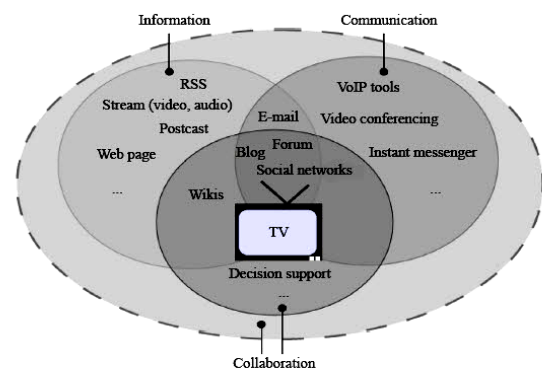 Information
Communication
RSS
Stream (video, audio)
Postcast
Web page
...
E-mail
Forum
Blog
Social networks
VoIP tools
Video conferencing
Instant messenger
...
Wikis
TV
Decision support
...
Collaboration